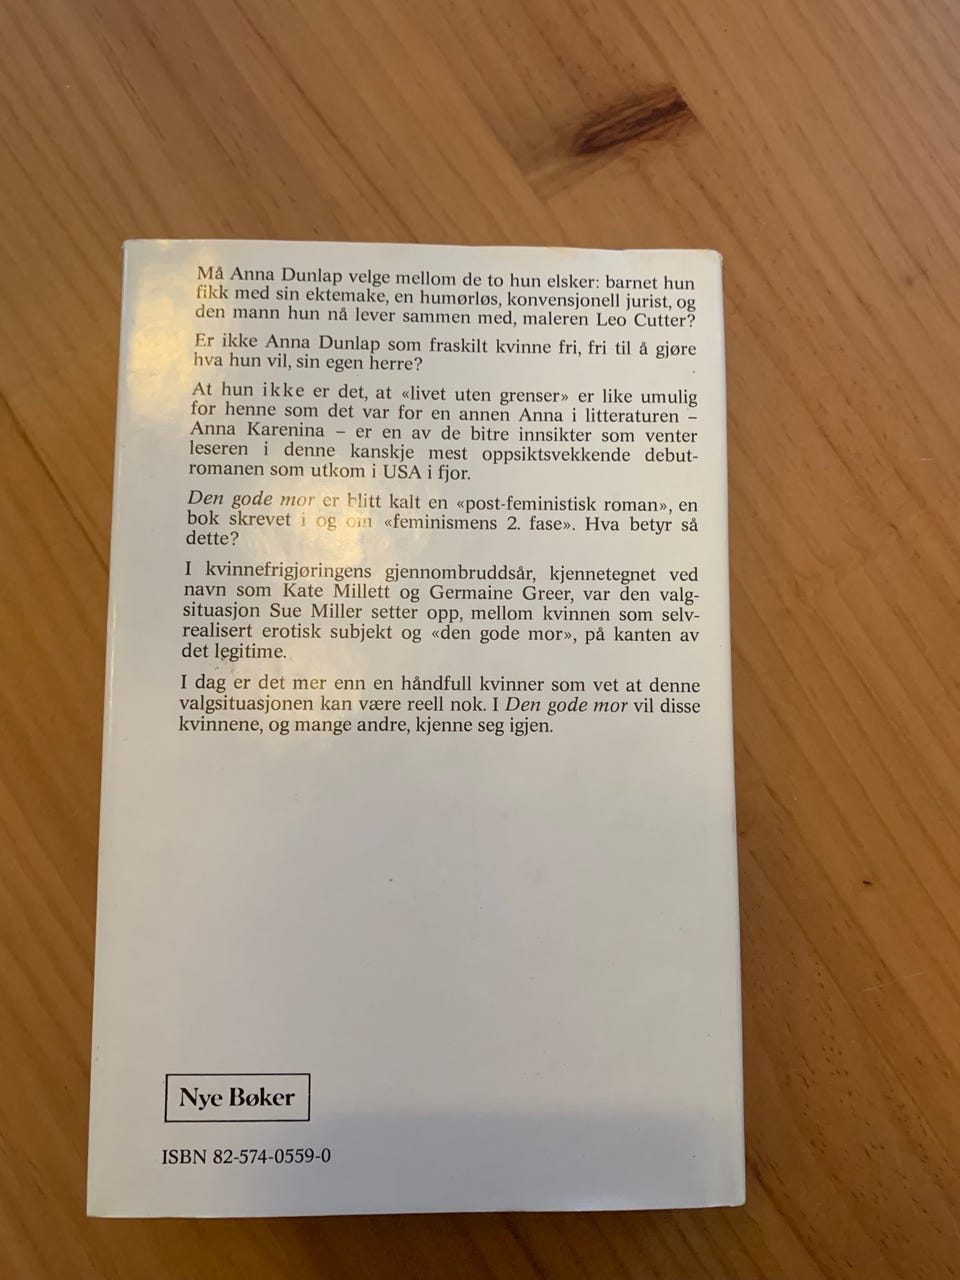 Må Anna Dunlap velge mellom de to hun elsker: barnet hun
fikk med sin ektemake, en humørløs, konvensjonell jurist, og
den mann hun nå lever sammen med, maleren Leo Cutter?
Er ikke Anna Dunlap som fraskilt kvinne fri, fri til å gjøre
hva hun vil, sin egen herre?
At hun ikke er det, at «livet uten grenser» er like umulig
for henne som det var for en annen Anna i litteraturen –
Anna Karenina – er en av de bitre innsikter som venter
leseren i denne kanskje mest oppsiktsvekkende debut-
romanen som utkom i USA i fjor.
Den gode mor er blitt kalt en «post-feministisk roman», en
bok skrevet i og om «feminismens 2. fase». Hva betyr så
dette?
I kvinnefrigjøringens gjennombruddsår, kjennetegnet ved
navn som Kate Millett og Germaine Greer, var den valg-
situasjon Sue Miller setter opp, mellom kvinnen som selv-
realisert erotisk subjekt og «den gode mor», på kanten av
det legitime.
I dag er det mer enn en håndfull kvinner som vet at denne
valgsituasjonen kan være reell nok. I Den gode mor vil disse
kvinnene, og mange andre, kjenne seg igjen.
Nye Bøker
ISBN 82-574-0559-0